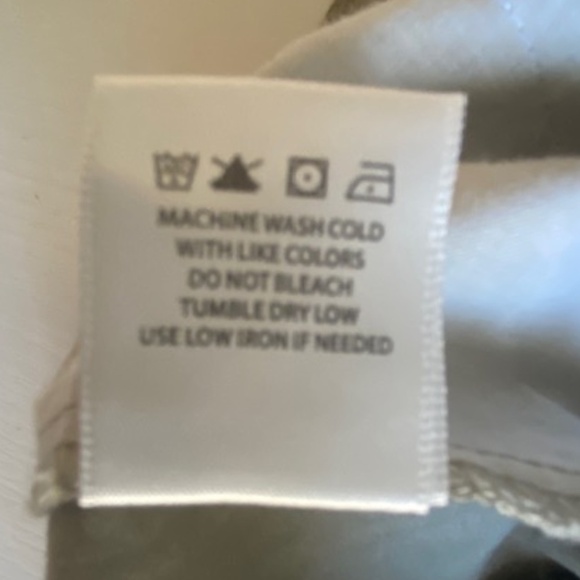 MACHINE WASH COLD
WITH LIKE COLORS
DO NOT BLEACH
TUMBLE DRY LOW
USE LOW IRON IF NEEDED